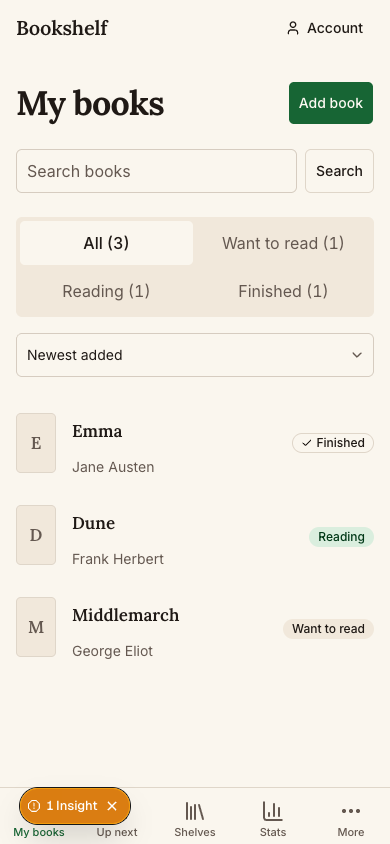 Bookshelf
Account
My books
Add book
Search books
Search
All (3)
Want to read (1)
Reading (1)
Finished (1)
Newest added
E
Emma
Jane Austen
Finished
D
Dune
Frank Herbert
Reading
M
Middlemarch
George Eliot
Want to read
1 Insight
My books
Up next
Shelves
Stats
More